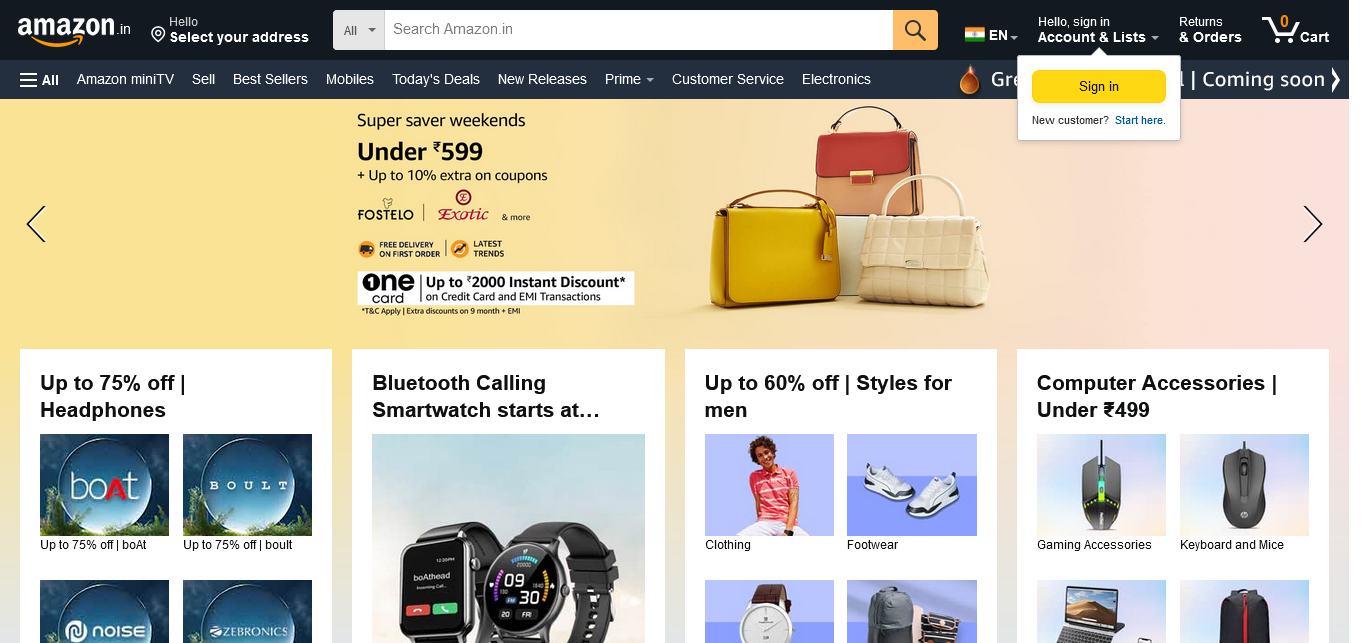 amazon.in
Hello
Select your address
All
Search Amazon.in
EN
Hello, sign in
Account & Lists
Returns
& Orders
0
Cart
All
Amazon miniTV
Sell
Best Sellers
Mobiles
Today's Deals
New Releases
Prime
Customer Service
Electronics
| Coming soon
Sign in
New customer? Start here.
Super saver weekends
Under ₹599
+ Up to 10% extra on coupons
FOSTELO
Exotic
& more
FREE DELIVERY
ON FIRST ORDER
LATEST
TRENDS
one
card
Up to ₹2000 Instant Discount*
on Credit Card and EMI Transactions
*T&C Apply | Extra discounts on 9 month + EMI
Up to 75% off |
Headphones
boAt
BOULT
Up to 75% off | boAt
Up to 75% off | boult
NOISE
ZEBRONICS
Bluetooth Calling
Smartwatch starts at…
12:30PM
boAthead
Incoming Call...
09
30
FM
20
FRI
Up to 60% off | Styles for
men
Clothing
Footwear
Computer Accessories |
Under ₹499
hp
Gaming Accessories
Keyboard and Mice